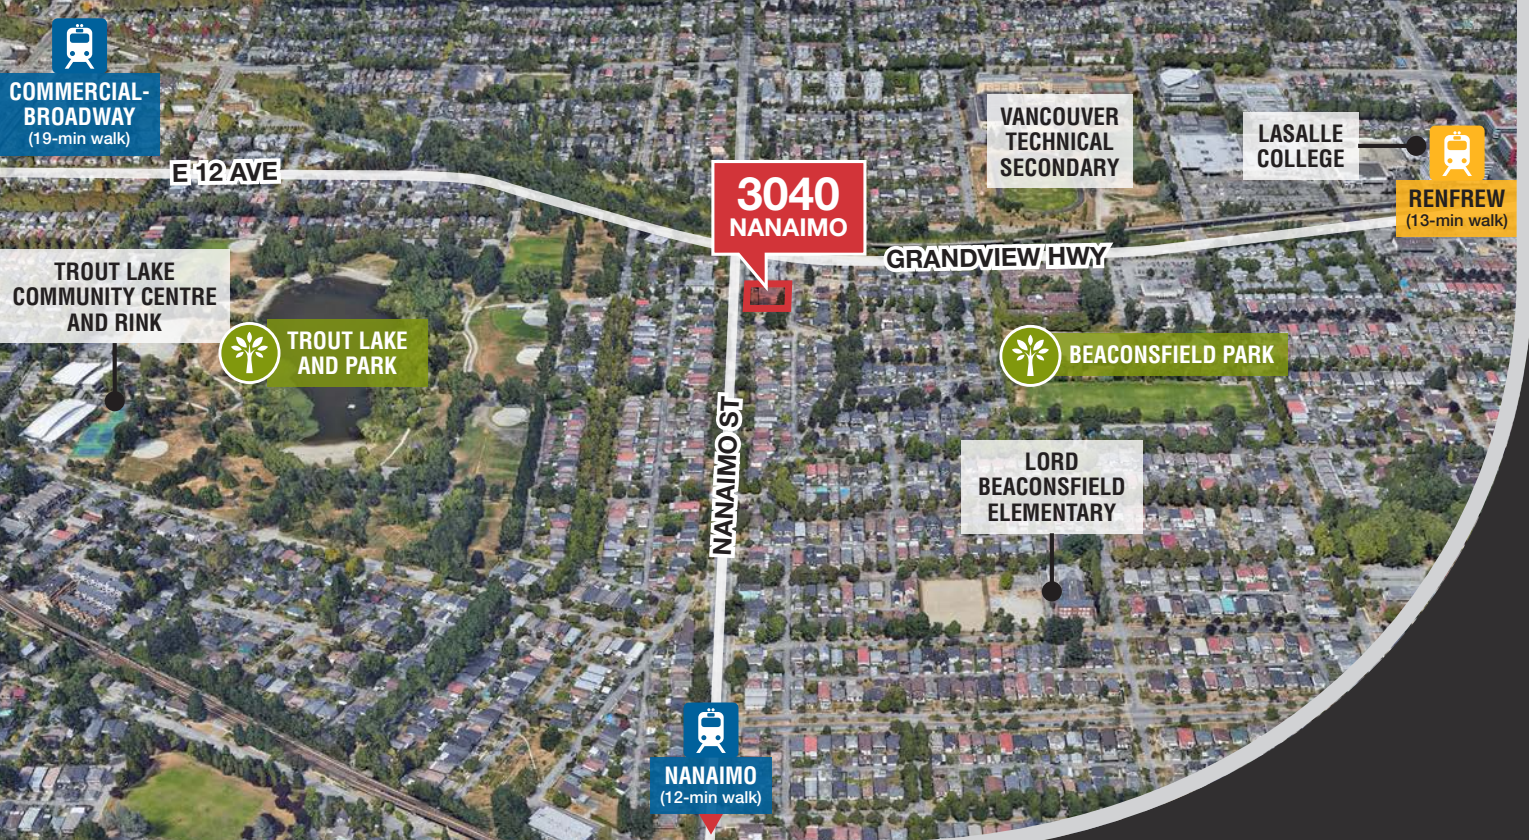 COMMERCIAL-
BROADWAY
(19-min walk)
E 12 AVE
3040
NANAIMO
VANCOUVER
TECHNICAL
SECONDARY
LASALLE
COLLEGE
RENFREW
(13-min walk)
GRANDVIEW HWY
TROUT LAKE
COMMUNITY CENTRE
AND RINK
TROUT LAKE
AND PARK
BEACONSFIELD PARK
NANAIMO ST
LORD
BEACONSFIELD
ELEMENTARY
NANAIMO
(12-min walk)